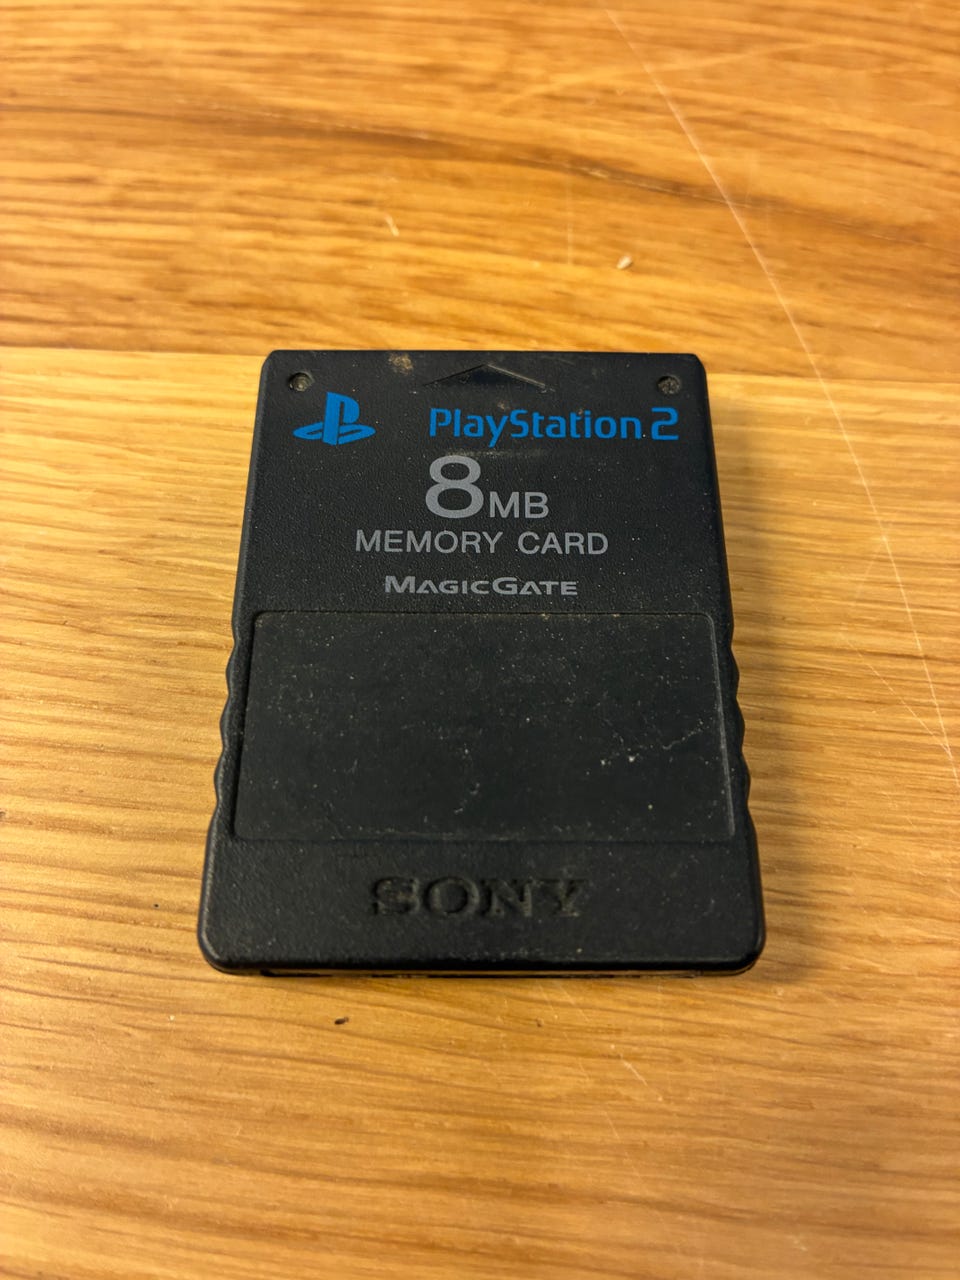 PlayStation.2
8MB
MEMORY CARD
MAGICGATE
SONY